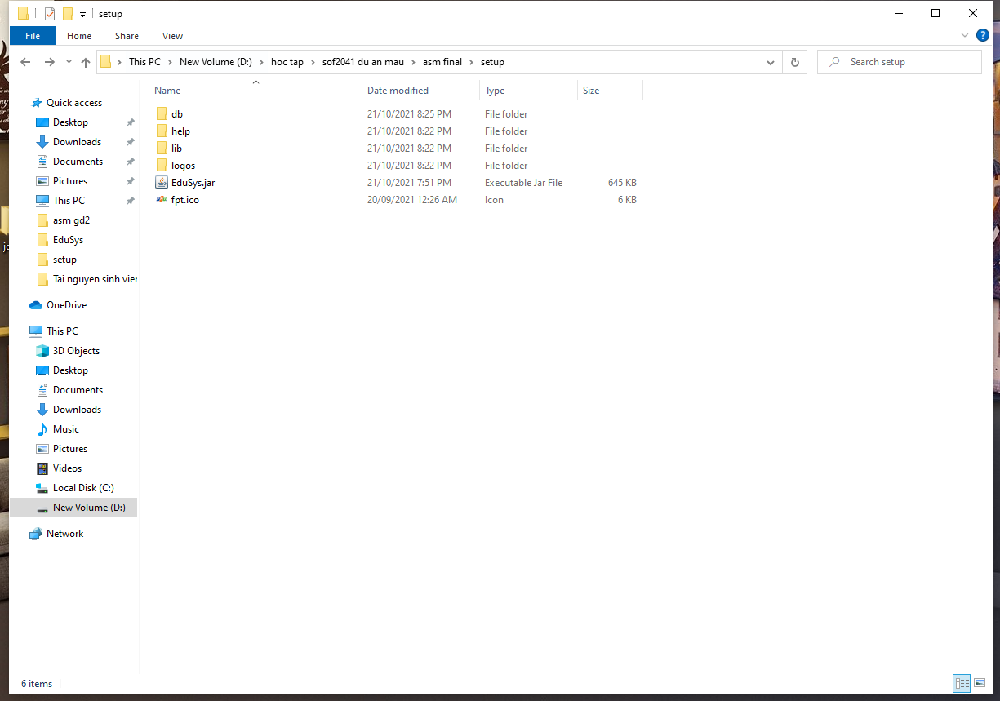 setup
File Home Share View
This PC New Volume (D:) hoc tap sof2041 du an mau asm final setup Search setup
Name Date modified Type Size
db 21/10/2021 8:25 PM File folder
help 21/10/2021 8:22 PM File folder
lib 21/10/2021 8:22 PM File folder
logos 21/10/2021 8:22 PM File folder
EduSys.jar 21/10/2021 7:51 PM Executable Jar File 645 KB
fpt.ico 20/09/2021 12:26 AM Icon 6 KB
Quick access
Desktop
Downloads
Documents
Pictures
This PC
asm gd2
EduSys
setup
Tai nguyen sinh vier
OneDrive
This PC
3D Objects
Desktop
Documents
Downloads
Music
Pictures
Videos
Local Disk (C:)
New Volume (D:)
Network
6 items